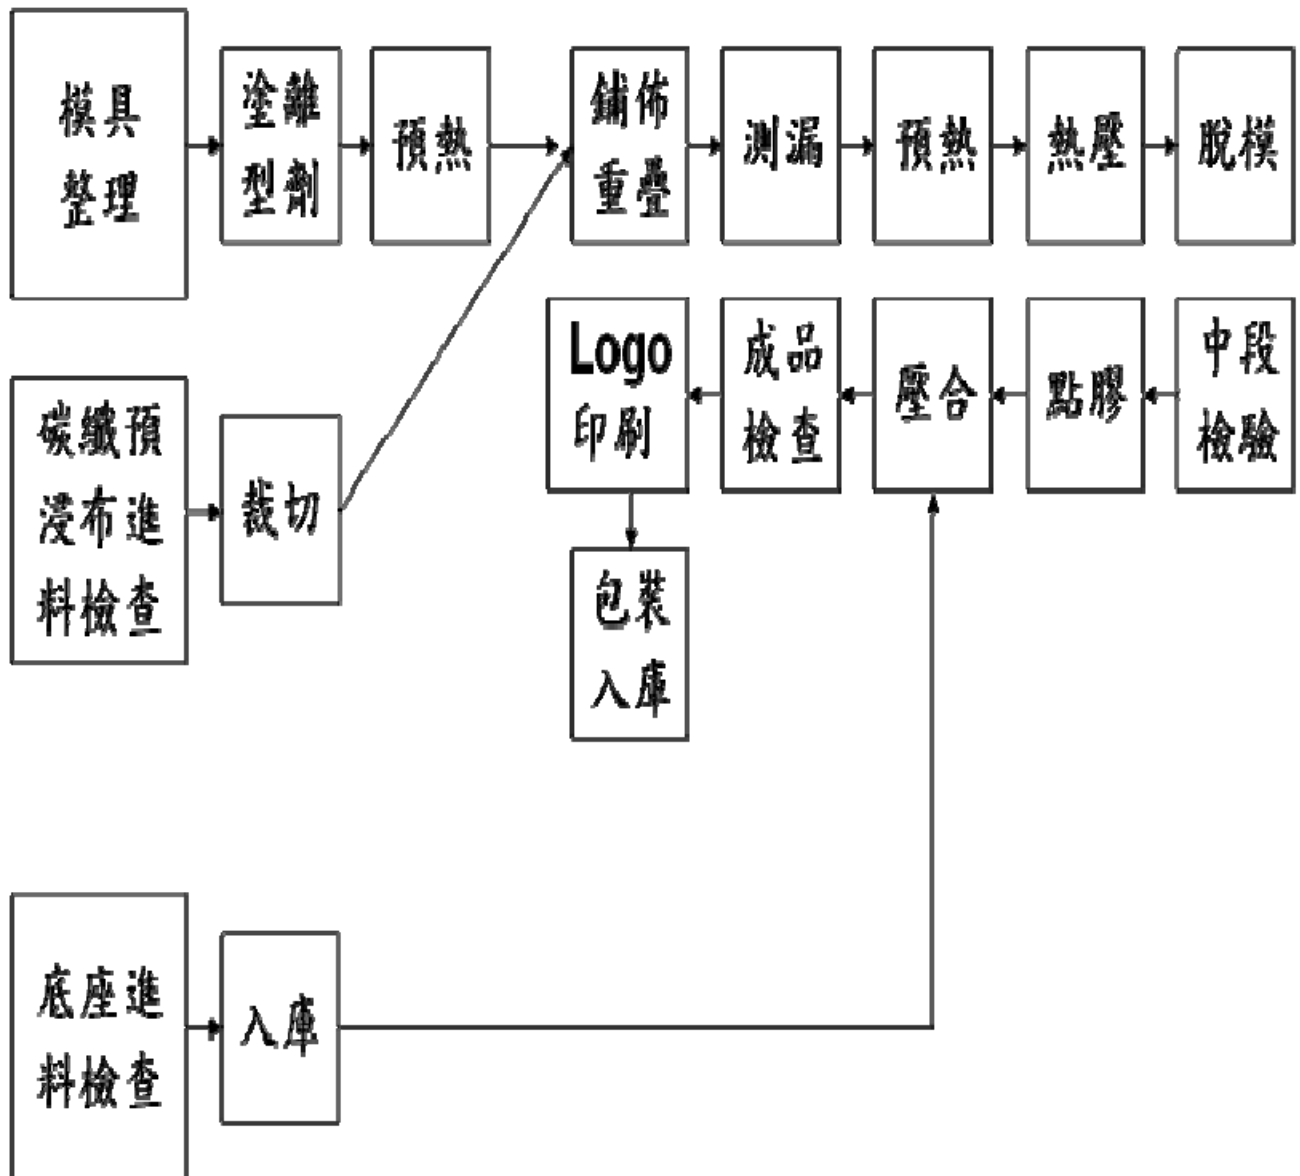 模具
整理
塗離
型劑
預熱
鋪佈
重疊
測漏
預熱
熱壓
脫模
碳纖預
浸布進
料檢查
裁切
Logo
印刷
成品
檢查
壓合
點膠
中段
檢驗
包裝
入庫
底座進
料檢查
入庫